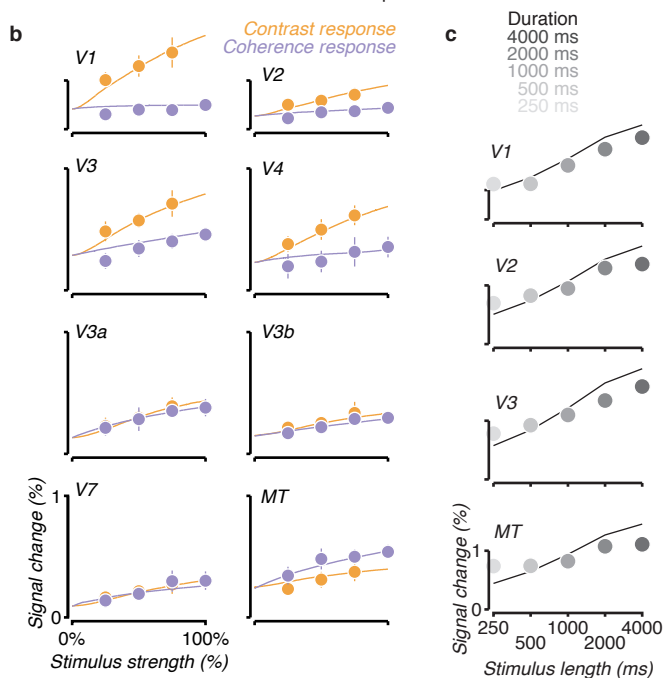 b
Contrast response
Coherence response
V1
V2
V3
V4
V3a
V3b
V7
MT
1
0
Signal change (%)
0%
100%
Stimulus strength (%)
c
Duration
4000 ms
2000 ms
1000 ms
500 ms
250 ms
V1
V2
V3
MT
1
0
Signal change (%)
250
500
1000
2000
4000
Stimulus length (ms)